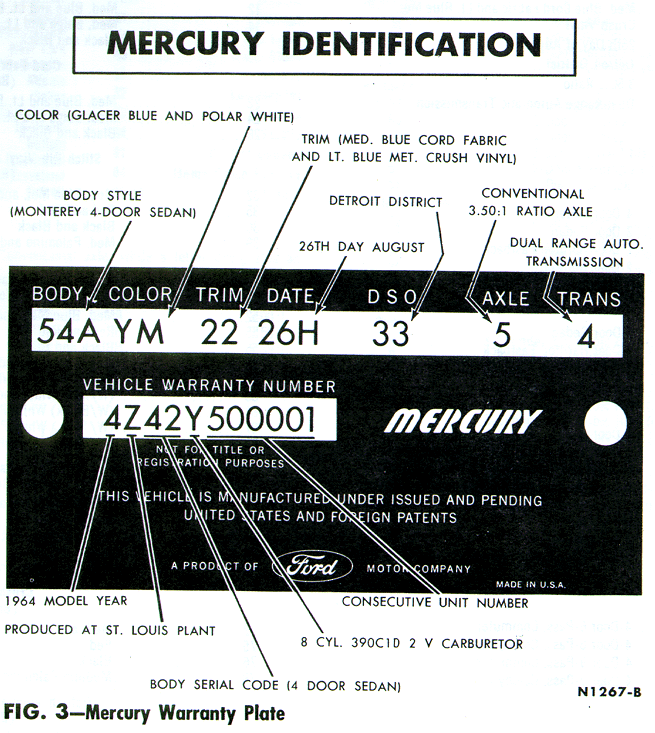 MERCURY IDENTIFICATION
COLOR (GLACER BLUE AND POLAR WHITE)
TRIM (MED. BLUE CORD FABRIC
AND LT. BLUE MET. CRUSH VINYL)
BODY STYLE
(MONTEREY 4-DOOR SEDAN)
DETROIT DISTRICT
CONVENTIONAL
3.50:1 RATIO AXLE
26TH DAY AUGUST
DUAL RANGE AUTO.
TRANSMISSION
BODY COLOR TRIM DATE DSO AXLE TRANS
54A YM 22 26H 33 5 4
VEHICLE WARRANTY NUMBER
4Z42Y500001
MERCURY
NOT FOR TITLE OR
REGISTRATION PURPOSES
THIS VEHICLE IS MANUFACTURED UNDER ISSUED AND PENDING
UNITED STATES AND FOREIGN PATENTS
A PRODUCT OF Ford MOTOR COMPANY
MADE IN U.S.A.
1964 MODEL YEAR
CONSECUTIVE UNIT NUMBER
PRODUCED AT ST. LOUIS PLANT
8 CYL. 390C1D 2 V CARBURETOR
BODY SERIAL CODE (4 DOOR SEDAN)
N1267-B
FIG. 3—Mercury Warranty Plate